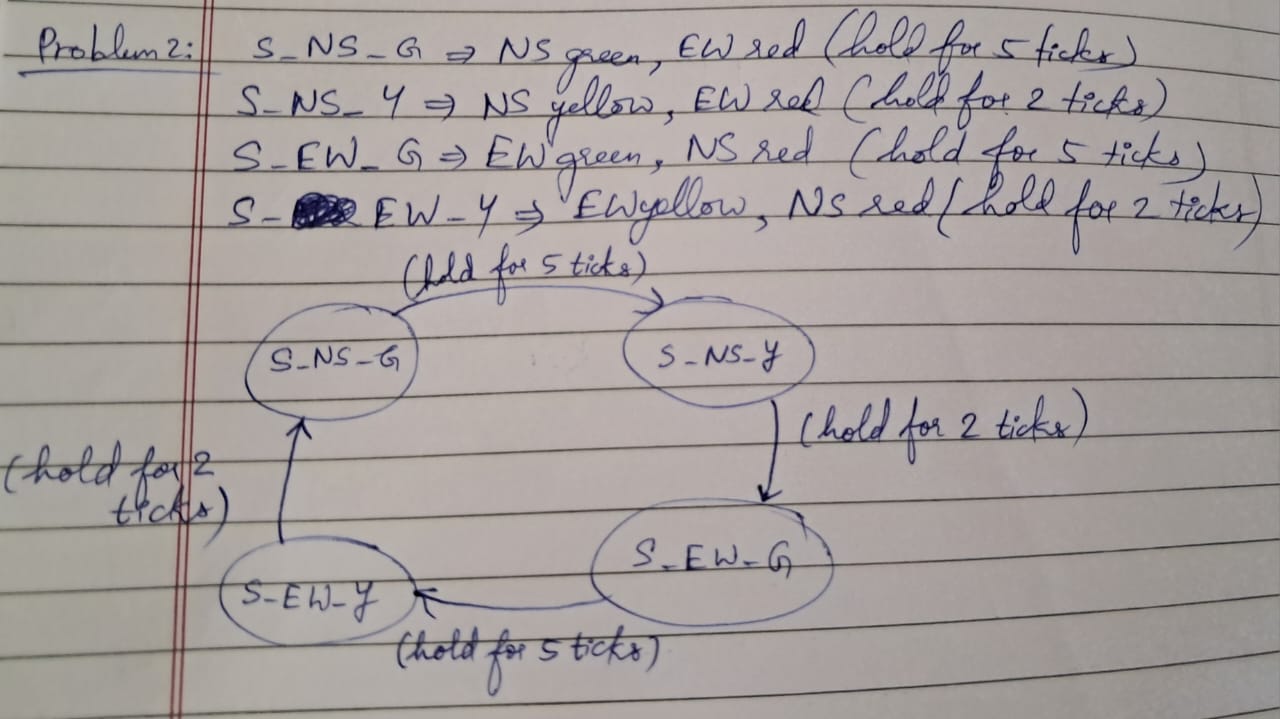 Problem 2: S_NS_G ⇒ NS green, EW red (hold for 5 ticks)
S_NS_Y ⇒ NS yellow, EW red (hold for 2 ticks)
S_EW_G ⇒ EW green, NS red (hold for 5 ticks)
S_EW_Y ⇒ EW yellow, NS red (hold for 2 ticks)
(hold for 5 ticks)
S_NS_G
S_NS_Y
(hold for 2 ticks)
(hold for 2
ticks)
S_EW_G
S_EW_Y
(hold for 5 ticks)